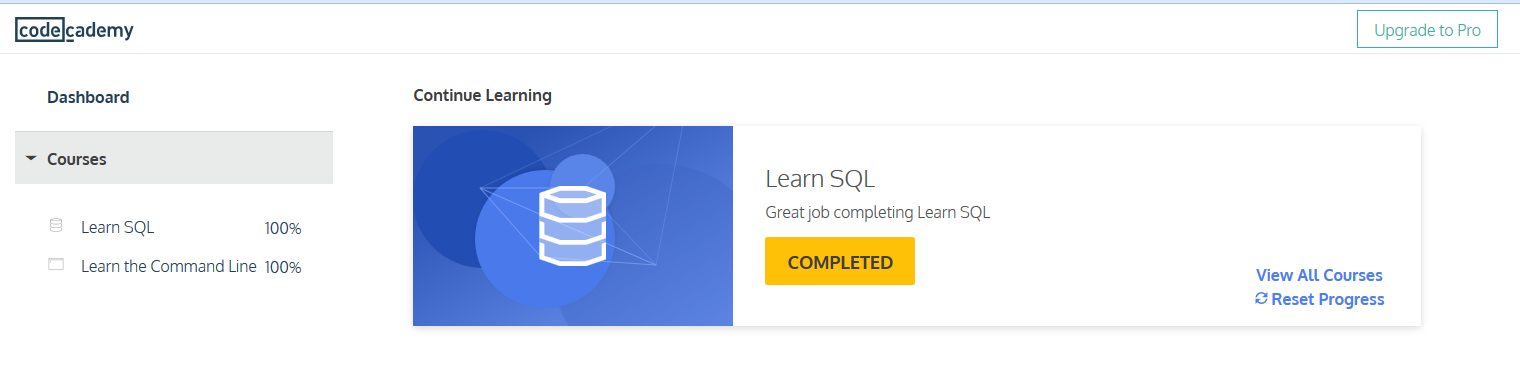 codecademy
Upgrade to Pro
Dashboard
Continue Learning
Courses
Learn SQL 100%
Learn the Command Line 100%
Learn SQL
Great job completing Learn SQL
COMPLETED
View All Courses
Reset Progress